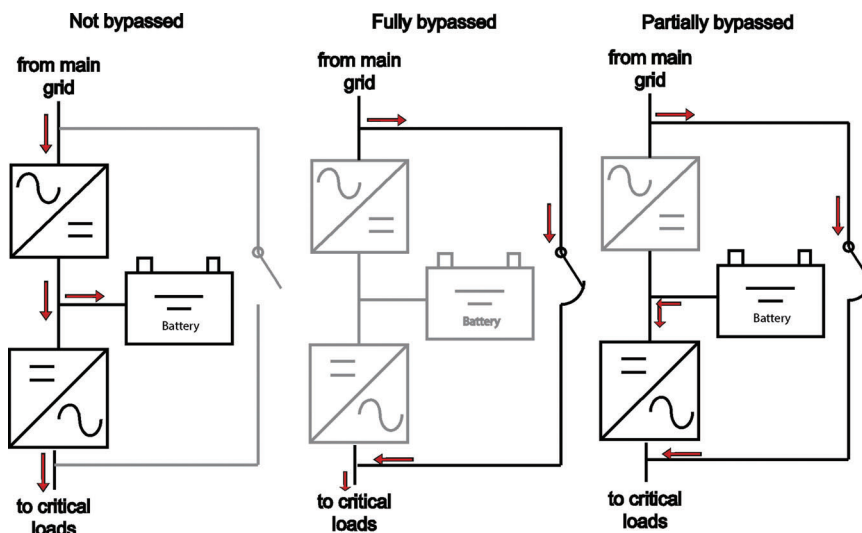 Not bypassed
from main
grid
Battery
to critical
loads
Fully bypassed
from main
grid
Battery
to critical
loads
Partially bypassed
from main
grid
Battery
to critical
loads